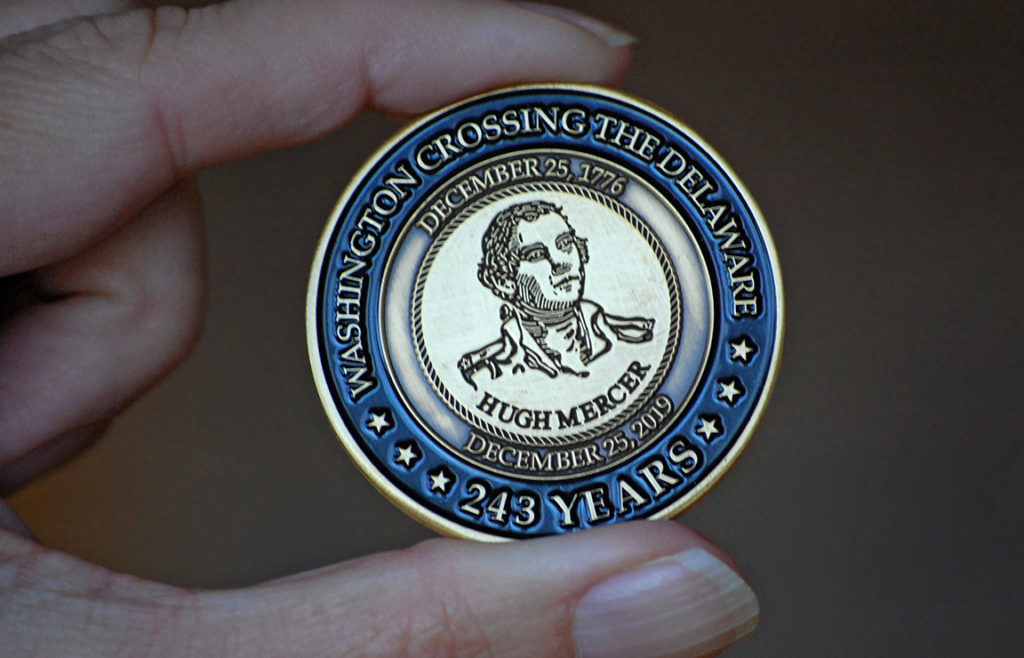 WASHINGTON CROSSING THE DELAWARE
DECEMBER 25, 1776
HUGH MERCER
DECEMBER 25, 2019
243 YEARS